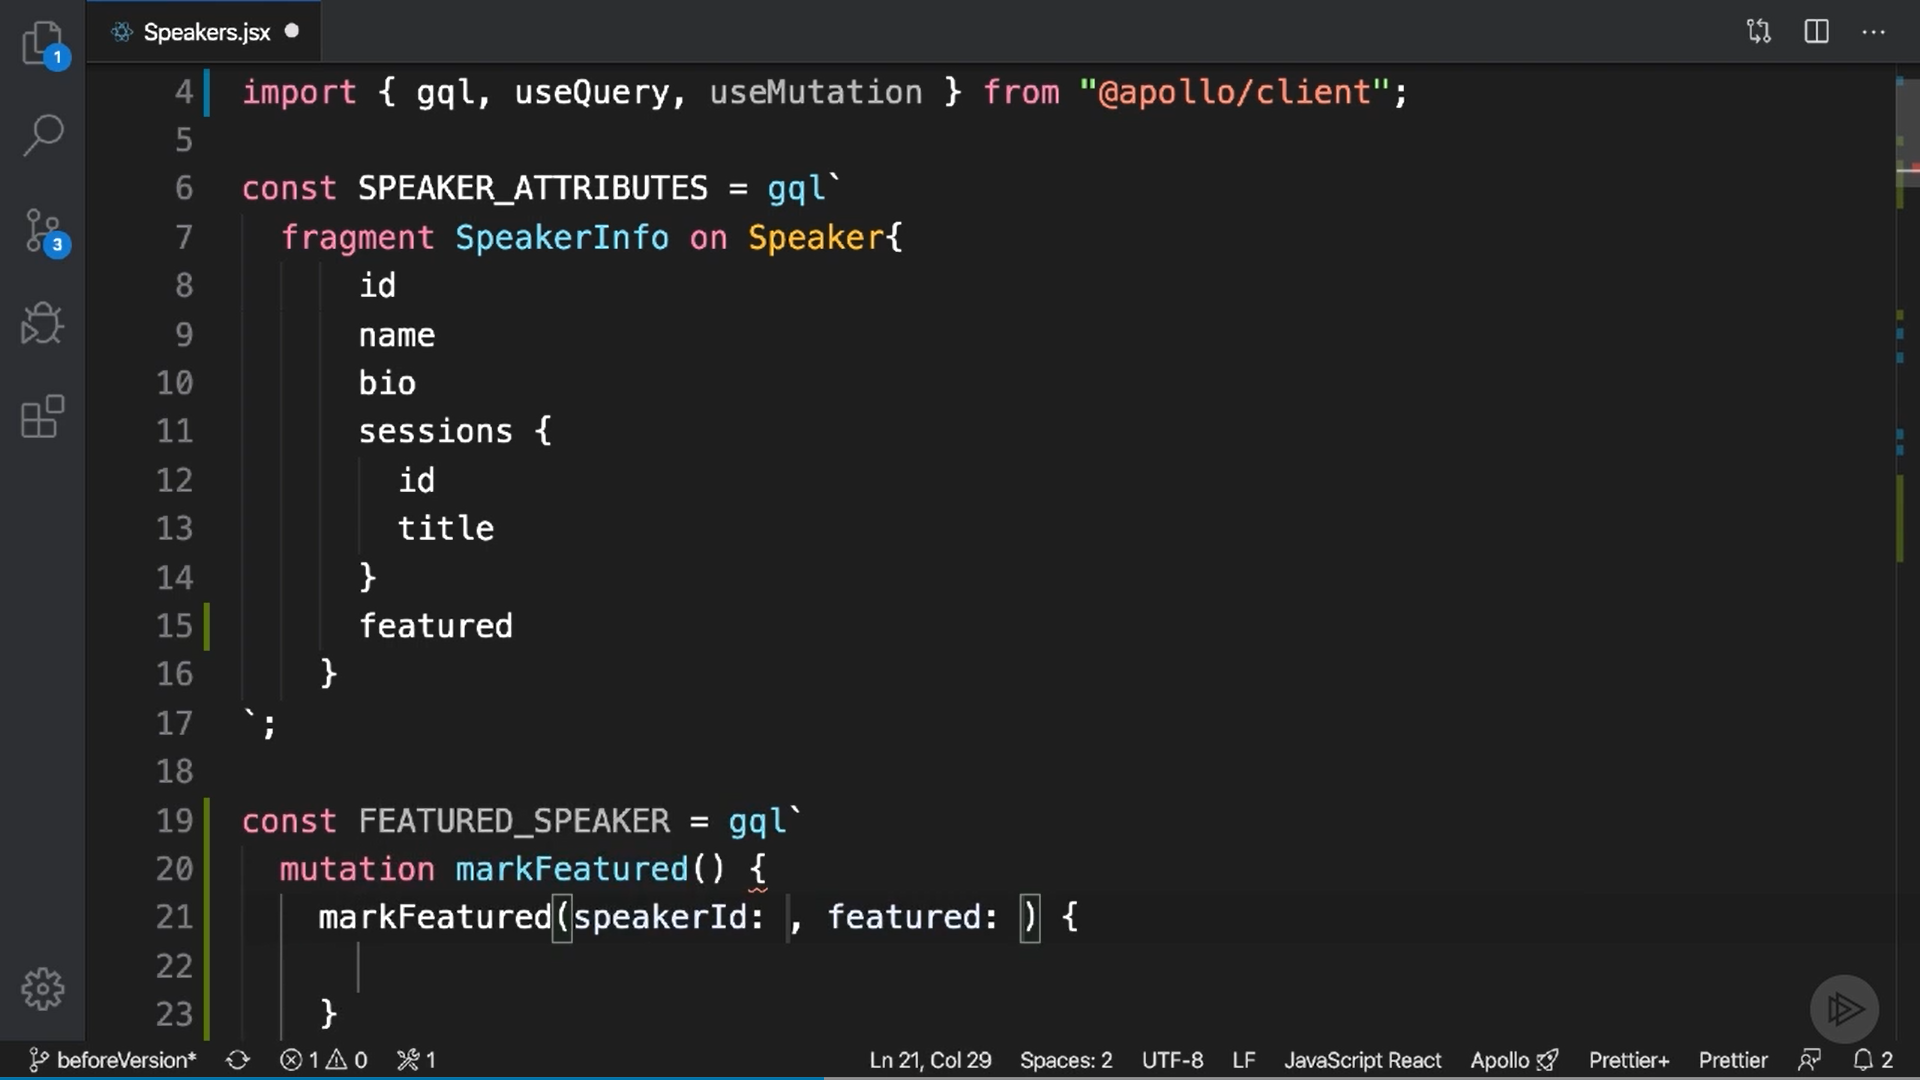 Speakers.jsx
1
3
4 import { gql, useQuery, useMutation } from "@apollo/client";
5
6 const SPEAKER_ATTRIBUTES = gql`
7 fragment SpeakerInfo on Speaker{
8 id
9 name
10 bio
11 sessions {
12 id
13 title
14 }
15 featured
16 }
17 `;
18
19 const FEATURED_SPEAKER = gql`
20 mutation markFeatured() {
21 markFeatured(speakerId: , featured: ) {
22
23 }
beforeVersion* 1 0 1 Ln 21, Col 29 Spaces: 2 UTF-8 LF JavaScript React Apollo Prettier+ Prettier 2